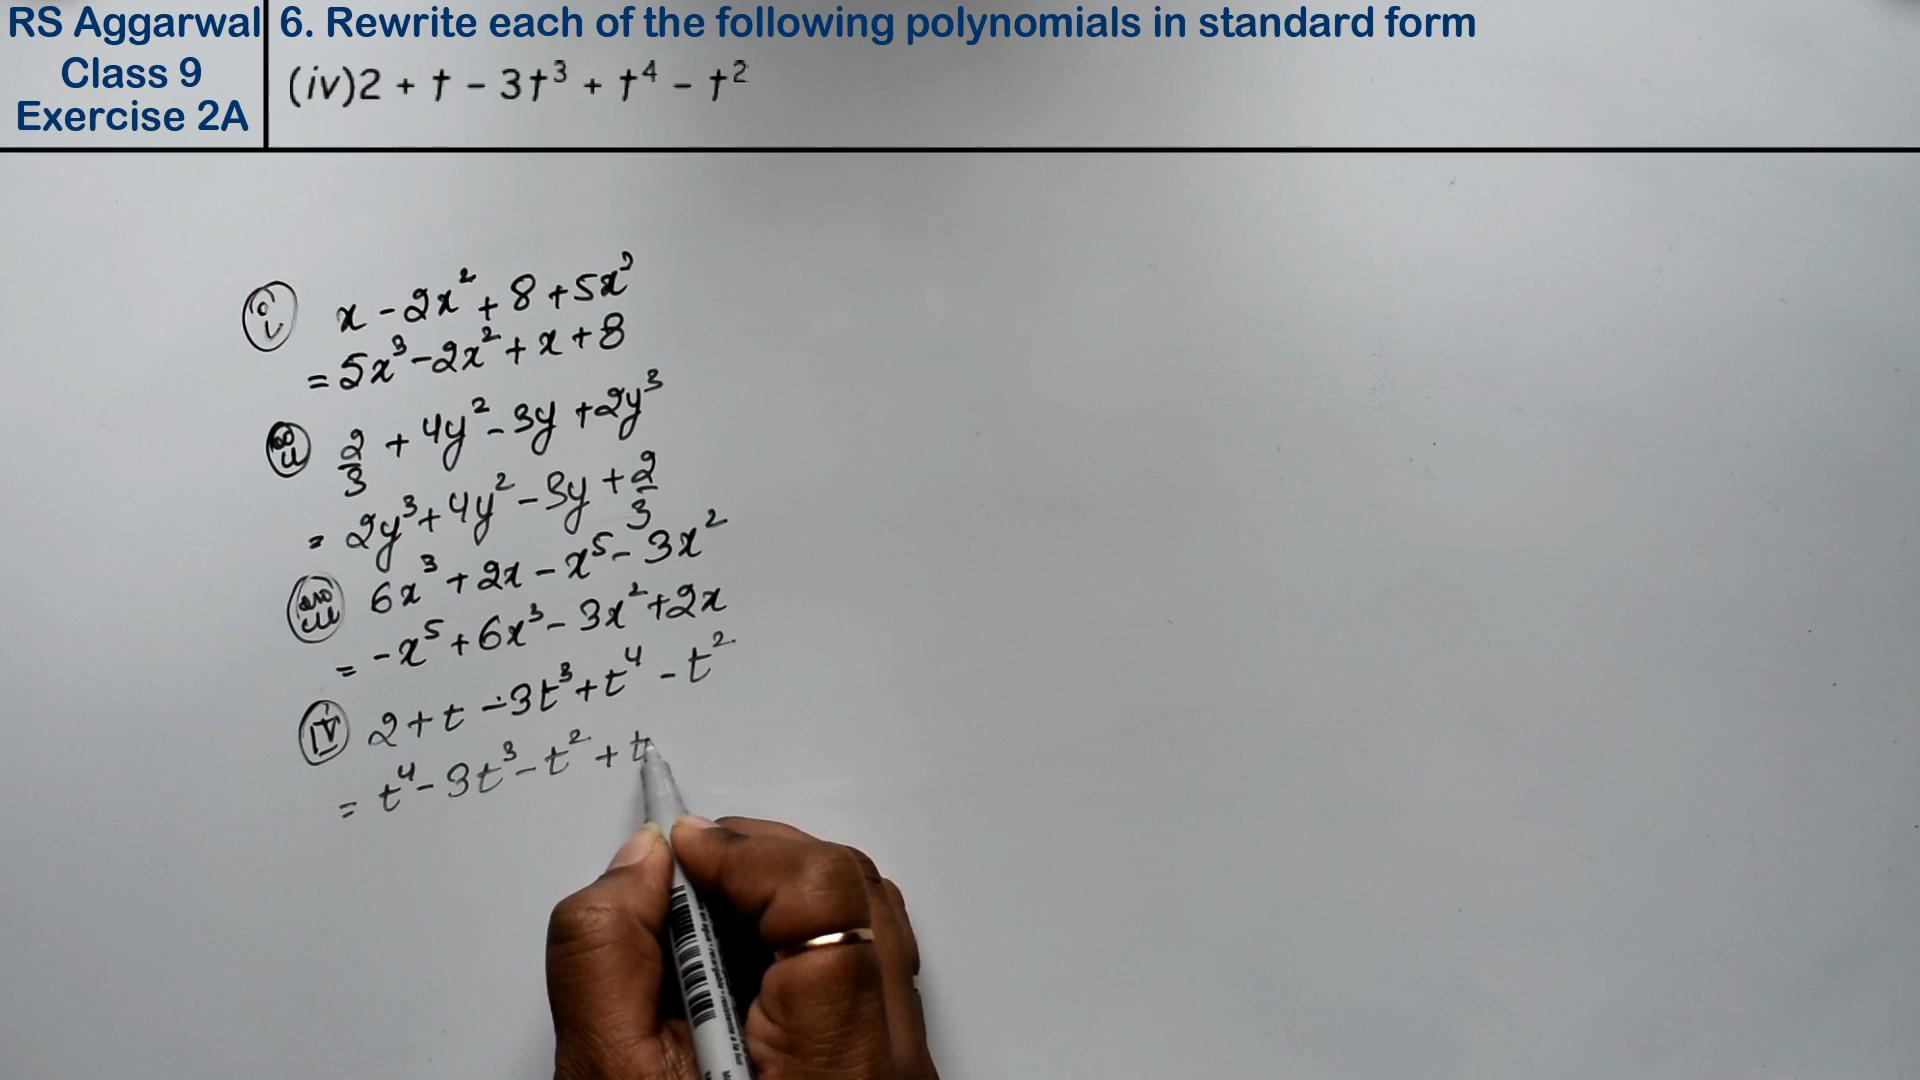 RS Aggarwal
Class 9
Exercise 2A
6. Rewrite each of the following polynomials in standard form
(iv)2 + t - 3t³ + t⁴ - t²
(i) x - 2x² + 8 + 5x³
= 5x³ - 2x² + x + 8
(ii) 2/3 + 4y² - 3y + 2y³
= 2y³ + 4y² - 3y + 2/3
(iii) 6x³ + 2x - x⁵ - 3x²
= -x⁵ + 6x³ - 3x² + 2x
(iv) 2 + t - 3t³ + t⁴ - t²
= t⁴ - 3t³ - t² + t